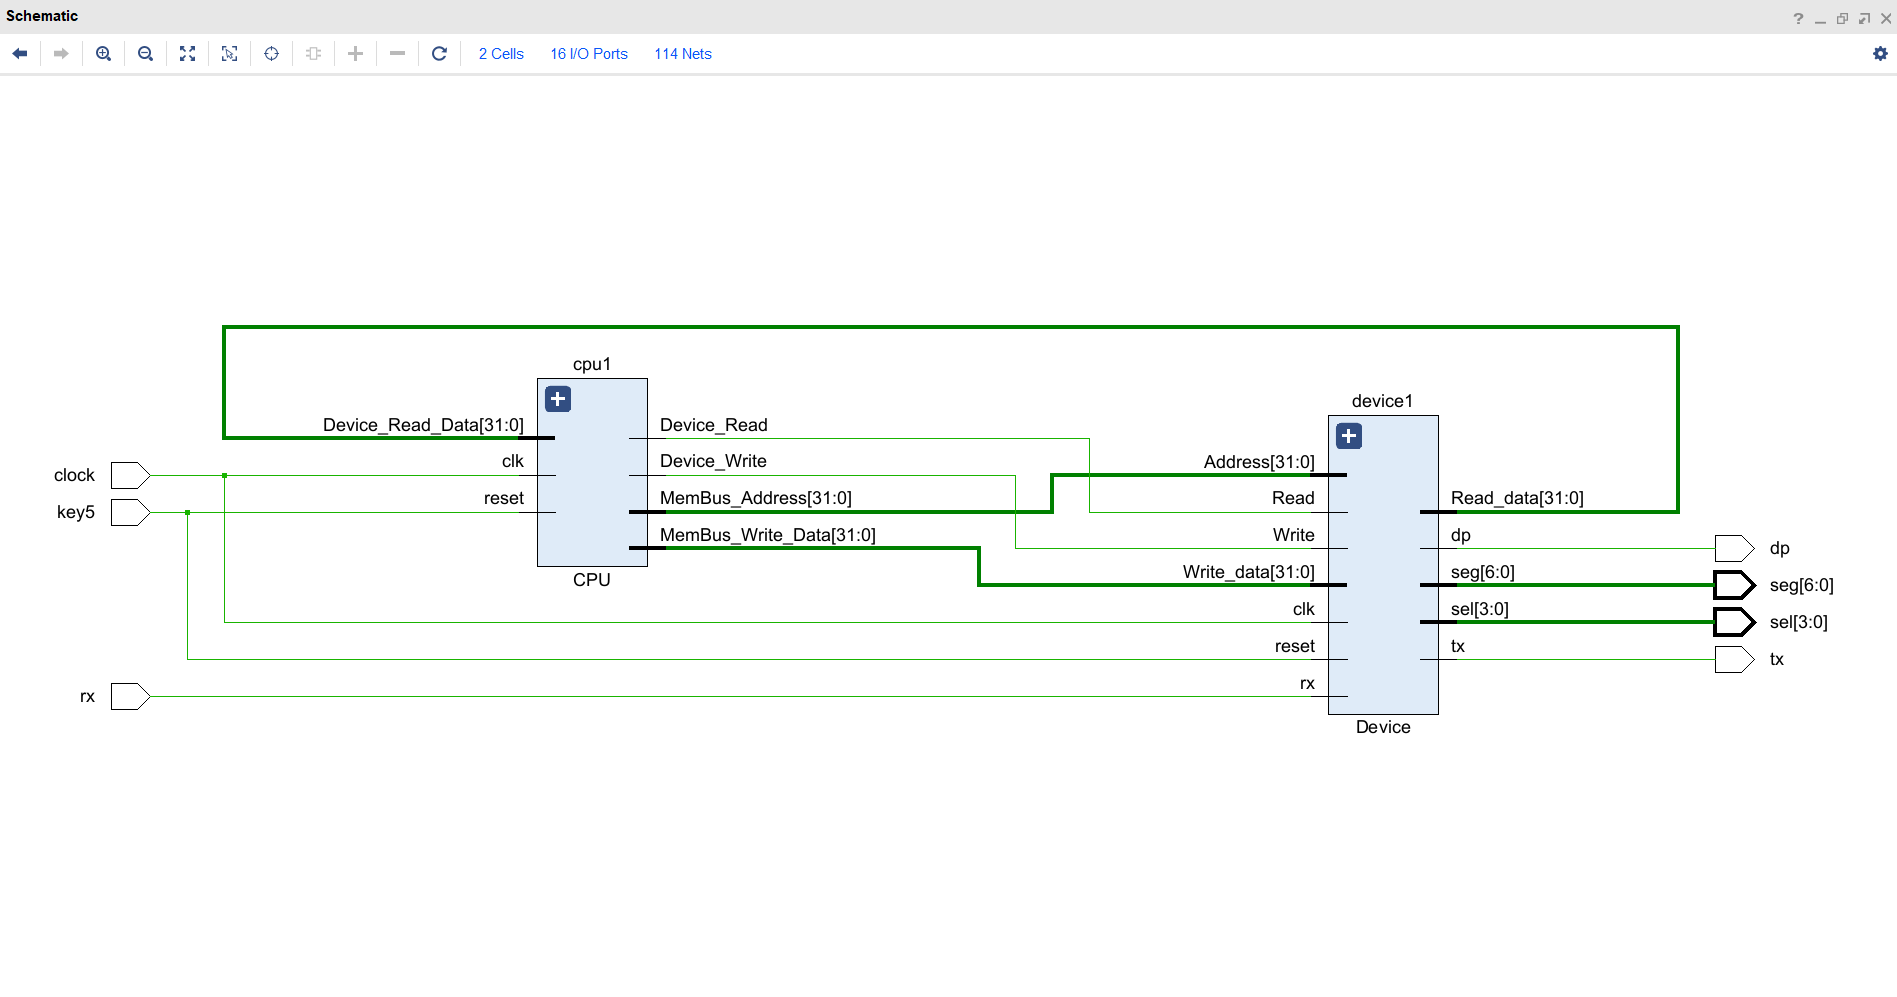 Schematic
2 Cells 16 I/O Ports 114 Nets
cpu1
Device_Read_Data[31:0]
clk
reset
Device_Read
Device_Write
MemBus_Address[31:0]
MemBus_Write_Data[31:0]
CPU
clock
key5
rx
device1
Address[31:0]
Read
Write
Write_data[31:0]
clk
reset
rx
Read_data[31:0]
dp
seg[6:0]
sel[3:0]
tx
Device
dp
seg[6:0]
sel[3:0]
tx